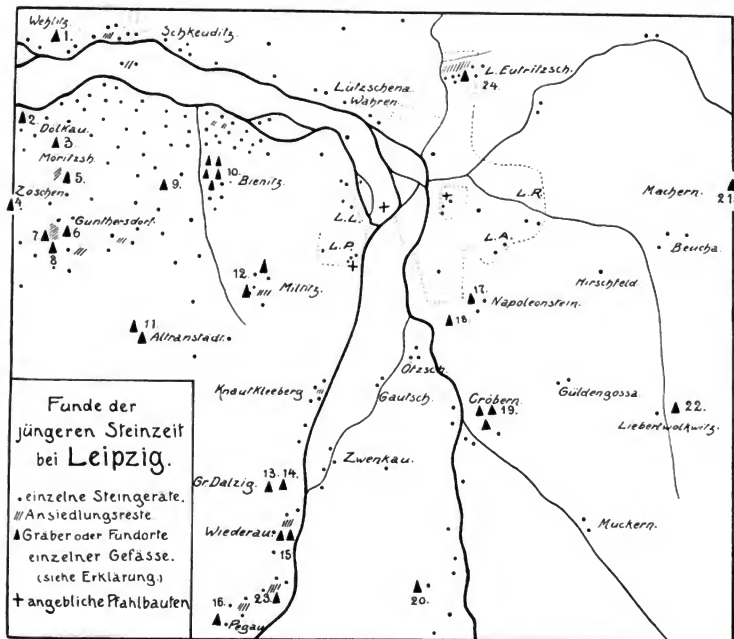 Wehlitz
1.
Schkeuditz.
L. Eutritzsch.
24.
Lützschena
Wahren.
2.
Dölkau.
3.
Möritzsh.
5.
9.
10.
Bienitz.
Zöschen
4.
L. R.
Machern.
21.
Gunthersdorf.
7.
6
8
L. L.
L. P.
L. A.
Beucha.
12.
Miltitz.
Hirschfeld.
17.
Napoleonstein.
18.
11.
Altranstädt.
Ötzsch.
Knautkleeberg
Gautsch.
Cröbern.
19.
Güldengossa.
22.
Liebertwolkwitz.
Funde der
jüngeren Steinzeit
bei Leipzig.
Zwenkau.
13. 14.
Gr. Dalzig.
• einzelne Steingeräte.
Ansiedlungsreste
▲ Gräber oder Fundorte
einzelner Gefässe.
(siehe Erklärung.)
+ angebliche Pfahlbauten
Wiederau.
15
Muckern.
16.
23.
Pegau.
20.